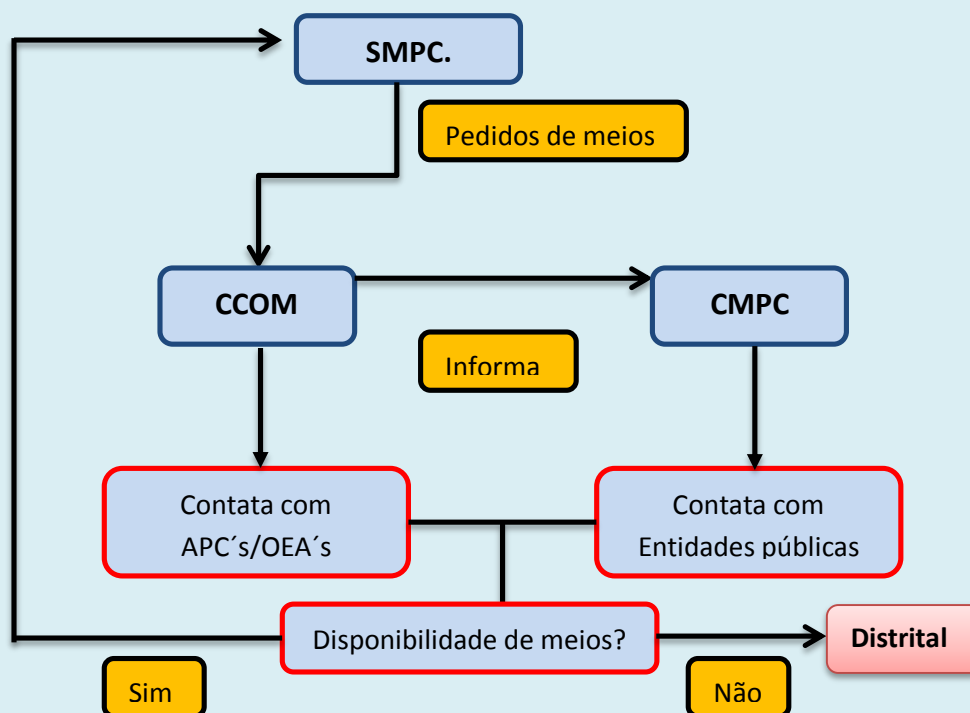 SMPC.
Pedidos de meios
CCOM
CMPC
Informa
Contata com
APC´s/OEA´s
Contata com
Entidades públicas
Disponibilidade de meios?
Distrital
Sim
Não